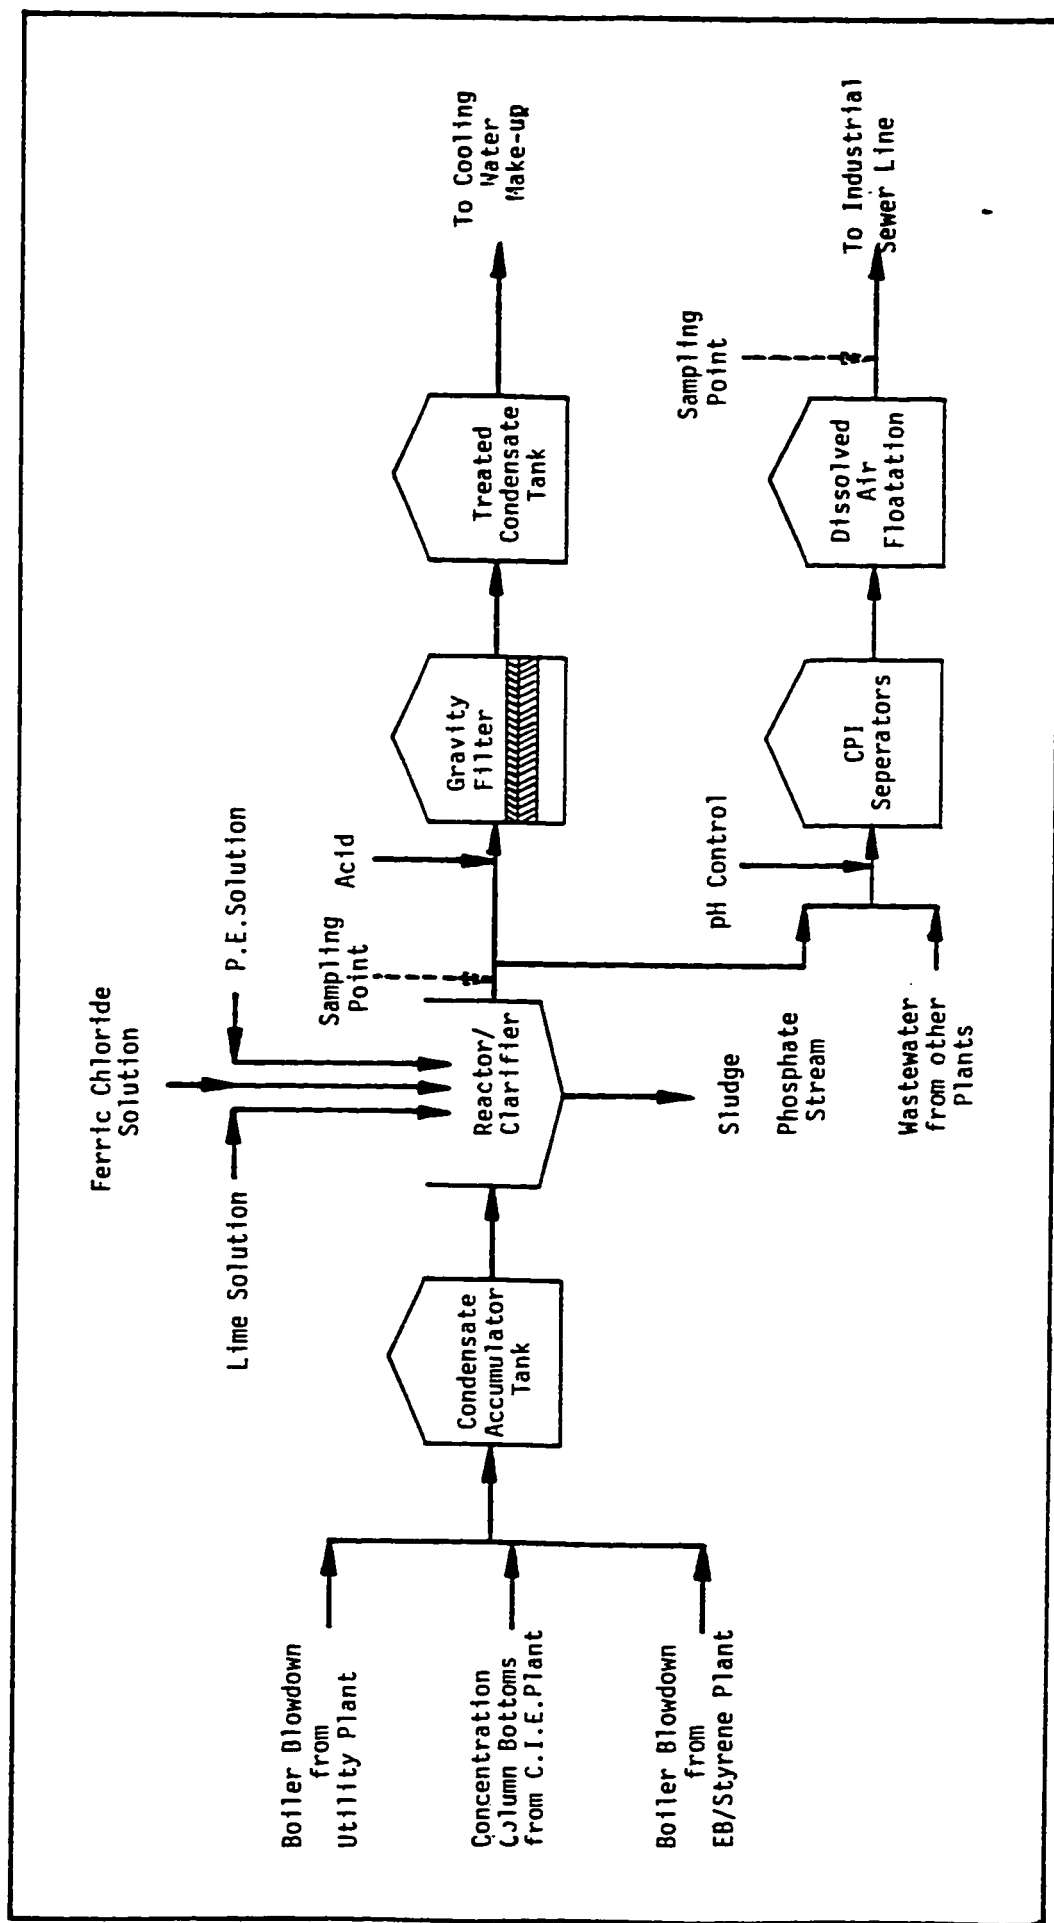 Boiler Blowdown
from
Utility Plant
Concentration
Column Bottoms
from C.I.E.Plant
Boiler Blowdown
from
EB/Styrene Plant
Condensate
Accumulator
Tank
Lime Solution
Ferric Chloride
Solution
P.E.Solution
Reactor/
Clarifier
Sludge
Sampling
Point
Acid
Gravity
Filter
Treated
Condensate
Tank
To Cooling
Water
Make-up
Phosphate
Stream
Wastewater
from other
Plants
pH Control
CPI
Seperators
Dissolved
Air
Floatation
Sampling
Point
To Industrial
Sewer Line